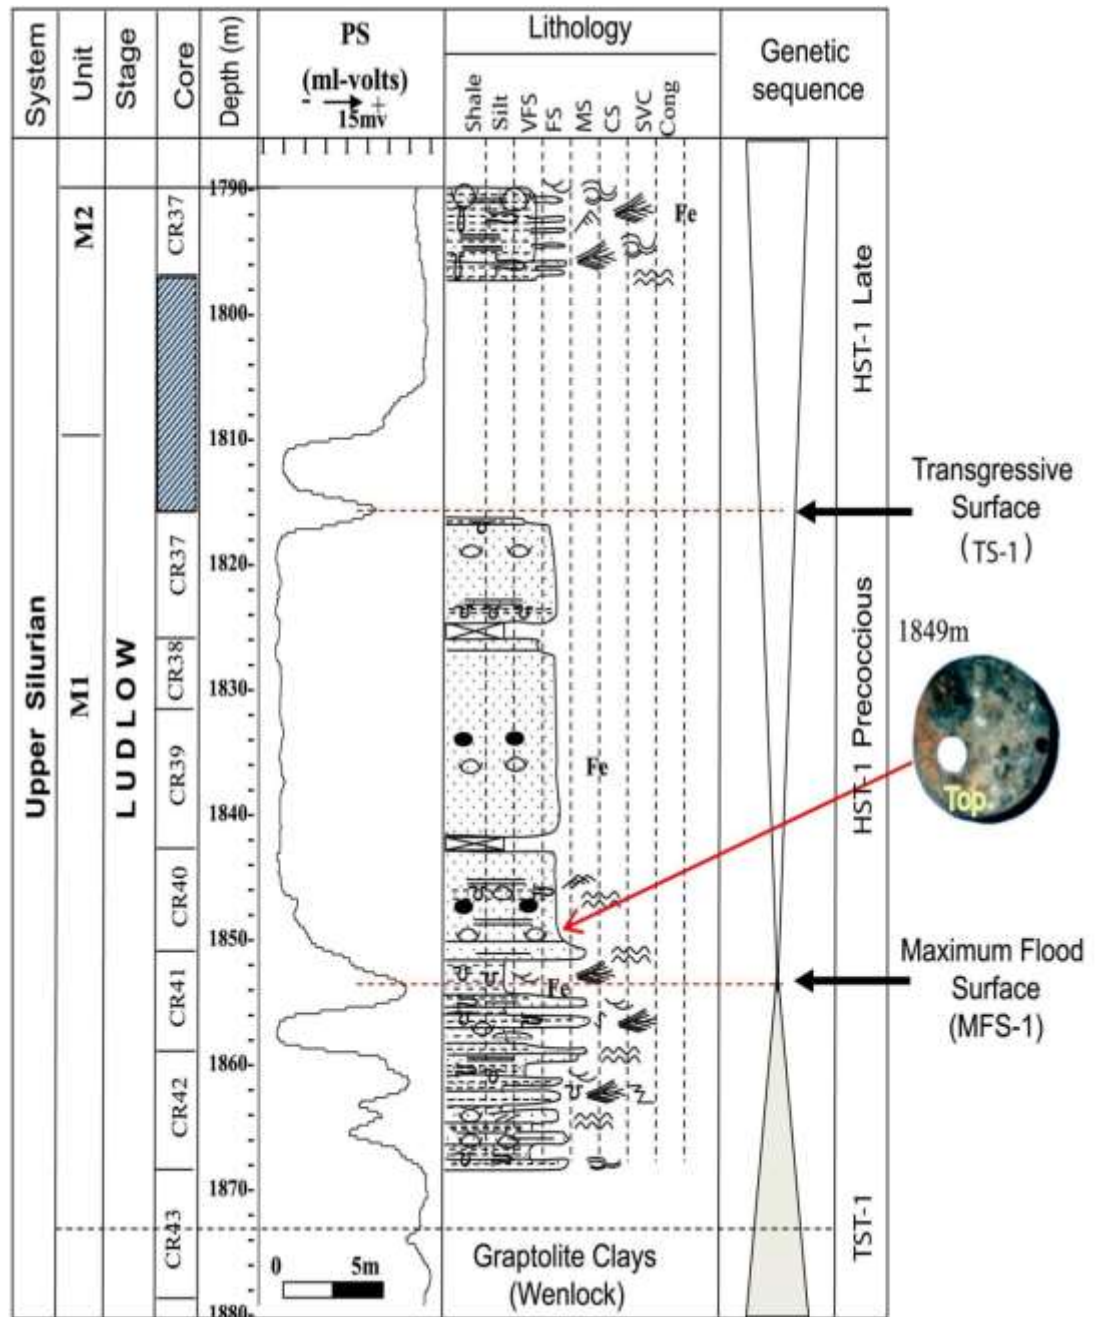 System
Unit
Stage
Core
Depth (m)
PS
(ml-volts)
- +
15mv
Lithology
Shale
Silt
VFS
FS
MS
CS
SVC
Cong
Genetic
sequence
Upper Silurian
M2
M1
LUDLOW
CR37
CR37
CR38
CR39
CR40
CR41
CR42
CR43
1790
1800
1810
1820
1830
1840
1850
1860
1870
1880
Fe
Fe
Fe
HST-1 Late
HST-1 Precoccious
TST-1
Transgressive
Surface
(TS-1)
1849m
Top
Maximum Flood
Surface
(MFS-1)
0 5m
Graptolite Clays
(Wenlock)